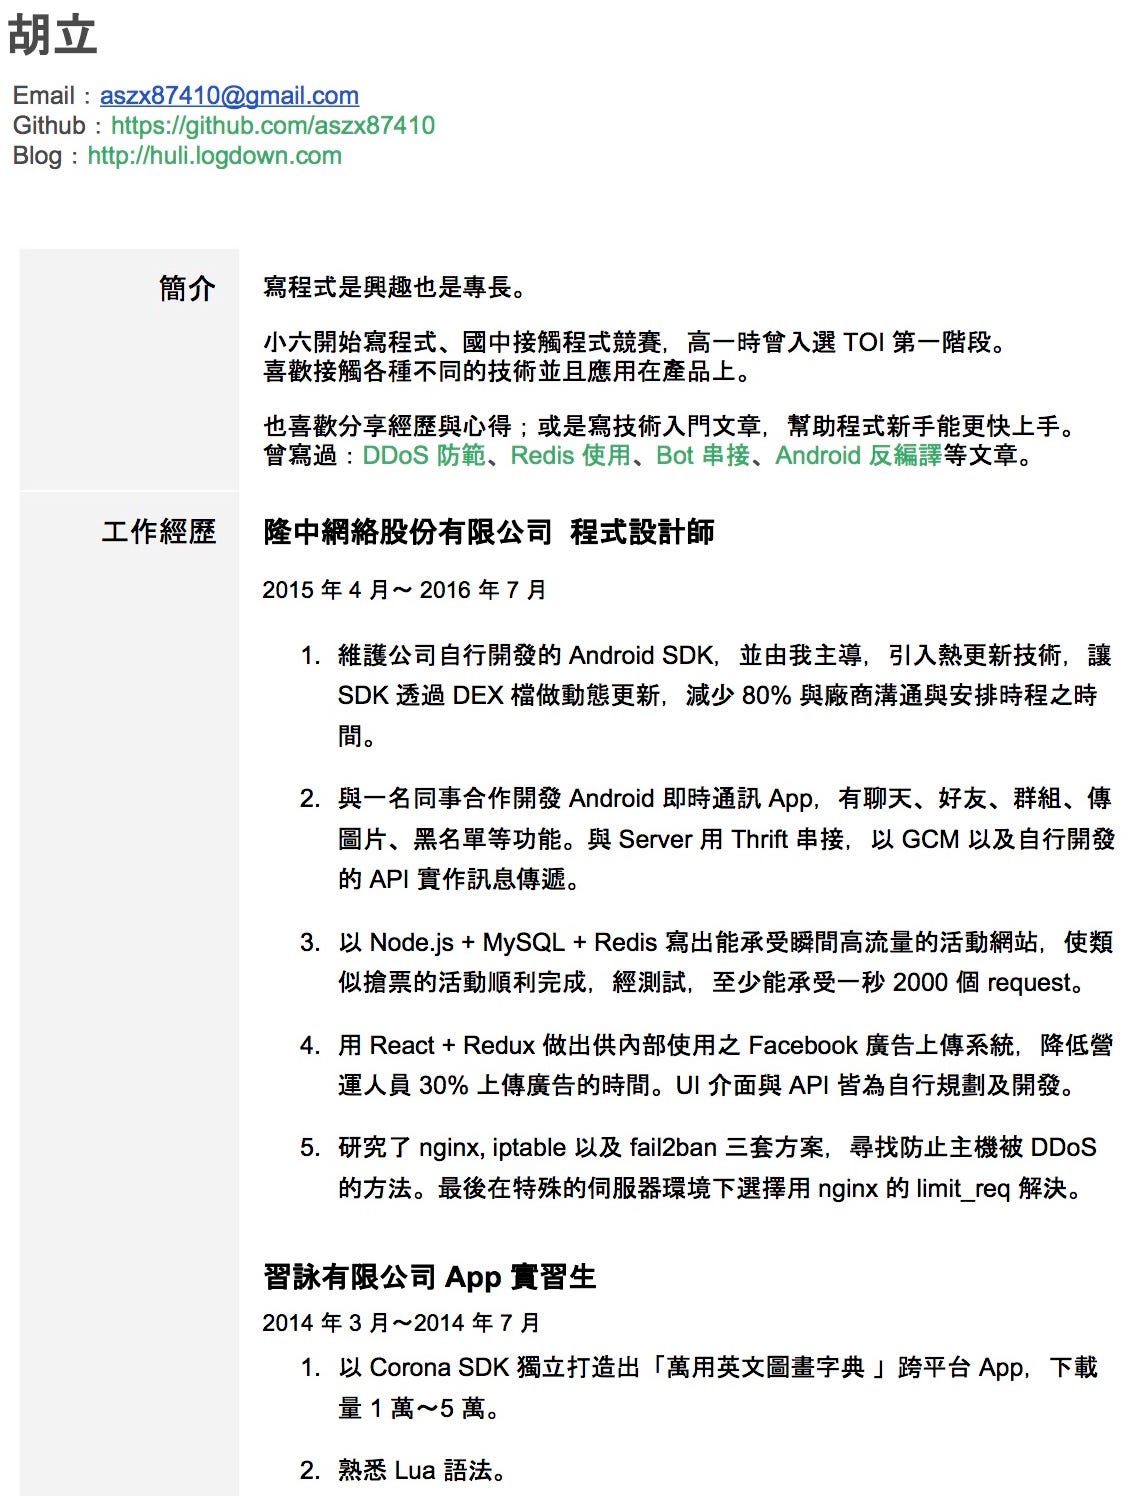 胡立
Email：aszx87410@gmail.com
Github：https://github.com/aszx87410
Blog：http://huli.logdown.com
簡介
寫程式是興趣也是專長。
小六開始寫程式、國中接觸程式競賽，高一時曾入選 TOI 第一階段。
喜歡接觸各種不同的技術並且應用在產品上。
也喜歡分享經歷與心得；或是寫技術入門文章，幫助程式新手能更快上手。
曾寫過：DDoS 防範、Redis 使用、Bot 串接、Android 反編譯等文章。
工作經歷
隆中網絡股份有限公司 程式設計師
2015 年 4 月～ 2016 年 7 月
1. 維護公司自行開發的 Android SDK，並由我主導，引入熱更新技術，讓
SDK 透過 DEX 檔做動態更新，減少 80% 與廠商溝通與安排時程之時
間。
2. 與一名同事合作開發 Android 即時通訊 App，有聊天、好友、群組、傳
圖片、黑名單等功能。與 Server 用 Thrift 串接，以 GCM 以及自行開發
的 API 實作訊息傳遞。
3. 以 Node.js + MySQL + Redis 寫出能承受瞬間高流量的活動網站，使類
似搶票的活動順利完成，經測試，至少能承受一秒 2000 個 request。
4. 用 React + Redux 做出供內部使用之 Facebook 廣告上傳系統，降低營
運人員 30% 上傳廣告的時間。UI 介面與 API 皆為自行規劃及開發。
5. 研究了 nginx, iptable 以及 fail2ban 三套方案，尋找防止主機被 DDoS
的方法。最後在特殊的伺服器環境下選擇用 nginx 的 limit_req 解決。
習詠有限公司 App 實習生
2014 年 3 月～2014 年 7 月
1. 以 Corona SDK 獨立打造出「萬用英文圖畫字典 」跨平台 App，下載
量 1 萬～5 萬。
2. 熟悉 Lua 語法。